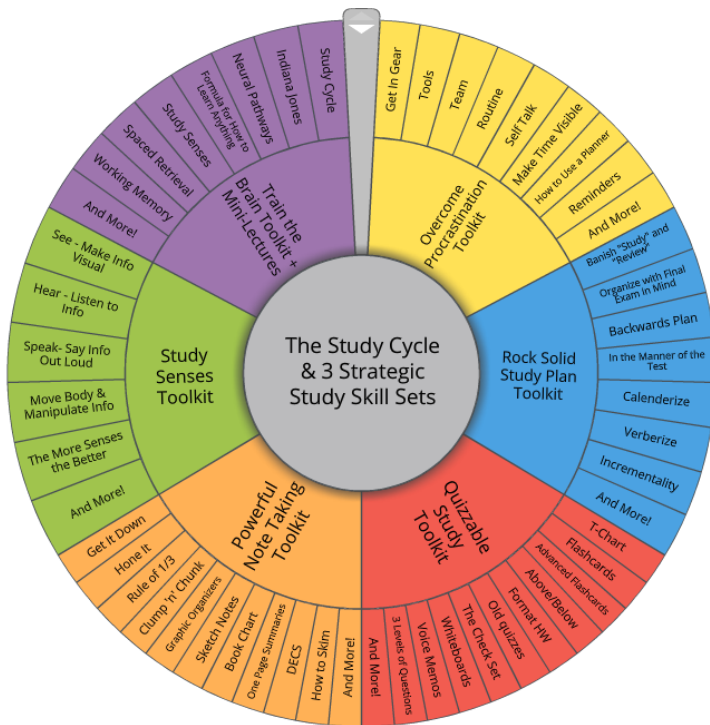 The Study Cycle
& 3 Strategic
Study Skill Sets
Overcome
Procrastination
Toolkit
Get In Gear
Tools
Team
Routine
Self Talk
Make Time Visible
How to Use a Planner
Reminders
And More!
Rock Solid
Study Plan
Toolkit
Banish "Study" and
"Review"
Organize with Final
Exam in Mind
Backwards Plan
In the Manner of the
Test
Calenderize
Verberize
Incrementality
And More!
Quizzable
Study
Toolkit
T-Chart
Flashcards
Advanced Flashcards
Above/Below
Format HW
Old quizzes
The Check Set
Whiteboards
Voice Memos
3 Levels of Questions
And More!
Powerful
Note Taking
Toolkit
And More!
How to Skim
DECS
One Page Summaries
Book Chart
Sketch Notes
Graphic Organizers
Clump 'n' Chunk
Rule of 1/3
Hone It
Get It Down
Study
Senses
Toolkit
And More!
The More Senses
the Better
Move Body &
Manipulate Info
Speak- Say Info
Out Loud
Hear - Listen to
Info
See - Make Info
Visual
Train the
Brain Toolkit +
Mini-Lectures
And More!
Working Memory
Spaced Retrieval
Study Senses
Formula for How to
Learn Anything
Neural Pathways
Indiana Jones
Study Cycle